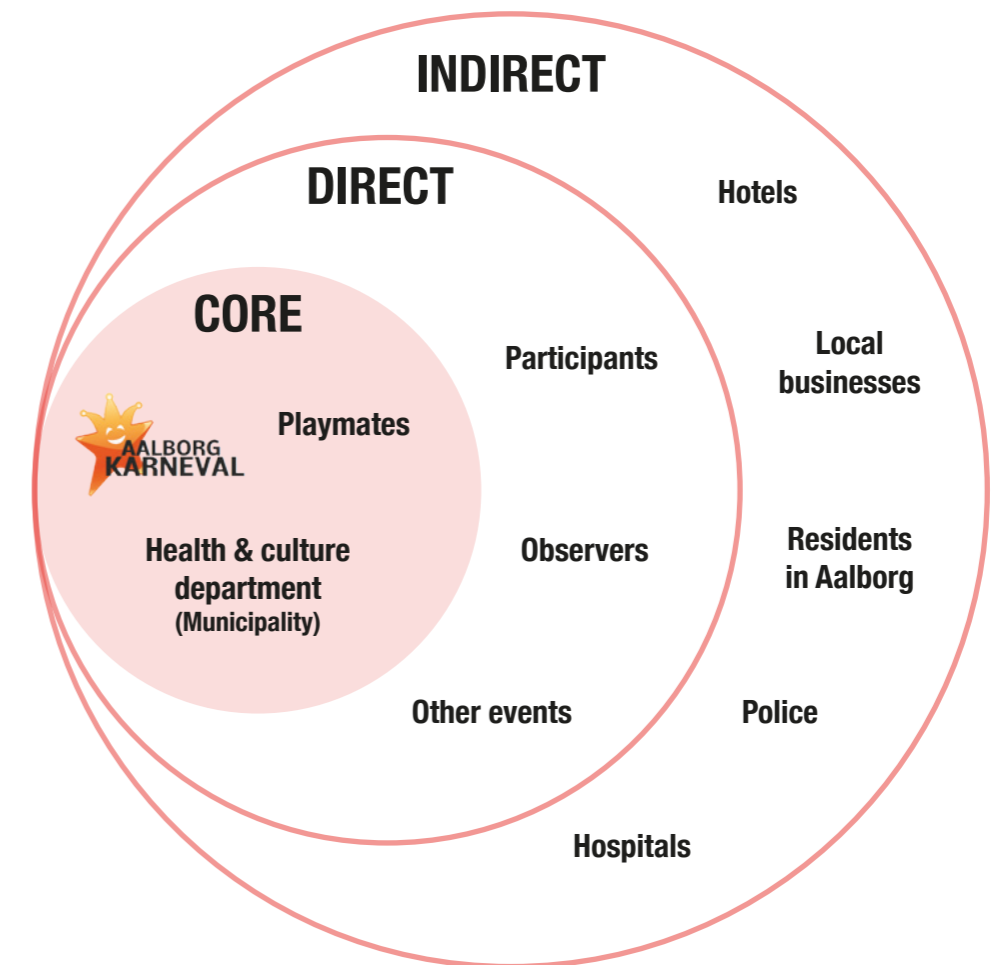 INDIRECT
DIRECT
Hotels
CORE
Local
businesses
Participants
Playmates
AALBORG
KARNEVAL
Health & culture
department
(Municipality)
Observers
Residents
in Aalborg
Other events
Police
Hospitals